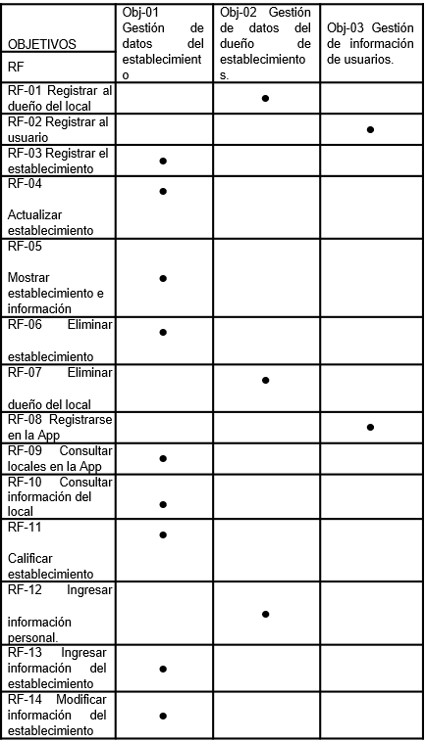 OBJETIVOS
RF
Obj-01
Gestión de
datos del
establecimient
o
Obj-02 Gestión
de datos del
dueño de
establecimiento
s.
Obj-03 Gestión
de información
de usuarios.
RF-01 Registrar al
dueño del local
●
RF-02 Registrar al
usuario
●
RF-03 Registrar el
establecimiento
●
RF-04
Actualizar
establecimiento
●
RF-05
Mostrar
establecimiento e
información
●
RF-06 Eliminar
establecimiento
●
RF-07 Eliminar
dueño del local
●
RF-08 Registrarse
en la App
●
RF-09 Consultar
locales en la App
●
RF-10 Consultar
información del
local
●
RF-11
Calificar
establecimiento
●
RF-12 Ingresar
información
personal.
●
RF-13 Ingresar
información del
establecimiento
●
RF-14 Modificar
información del
establecimiento
●